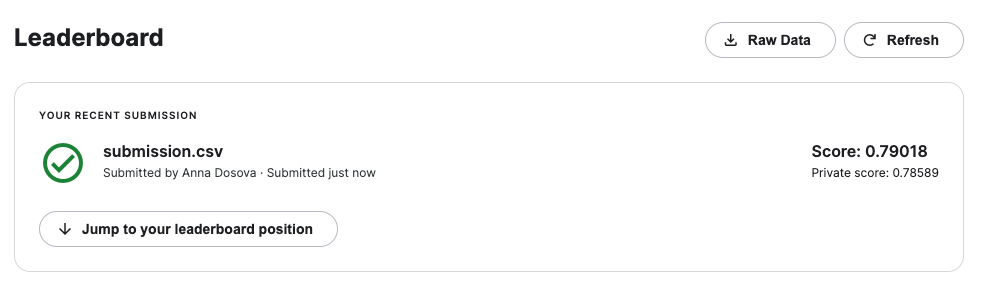 Leaderboard
Raw Data
Refresh
YOUR RECENT SUBMISSION
submission.csv
Submitted by Anna Dosova · Submitted just now
Score: 0.79018
Private score: 0.78589
Jump to your leaderboard position